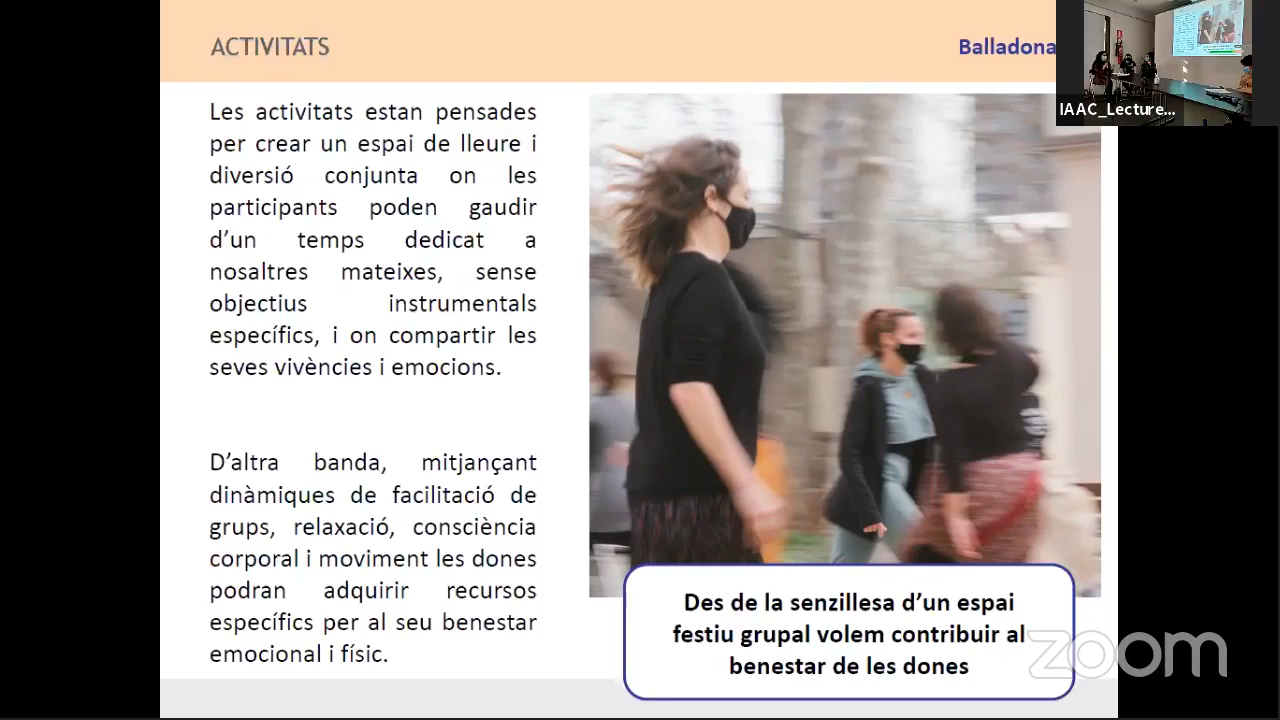 ACTIVITATS
Balladona
IAAC_Lecture...
Les activitats estan pensades
per crear un espai de lleure i
diversió conjunta on les
participants poden gaudir
d’un temps dedicat a
nosaltres mateixes, sense
objectius instrumentals
específics, i on compartir les
seves vivències i emocions.
D’altra banda, mitjançant
dinàmiques de facilitació de
grups, relaxació, consciència
corporal i moviment les dones
podran adquirir recursos
específics per al seu benestar
emocional i físic.
Des de la senzillesa d’un espai
festiu grupal volem contribuir al
benestar de les dones
zoom